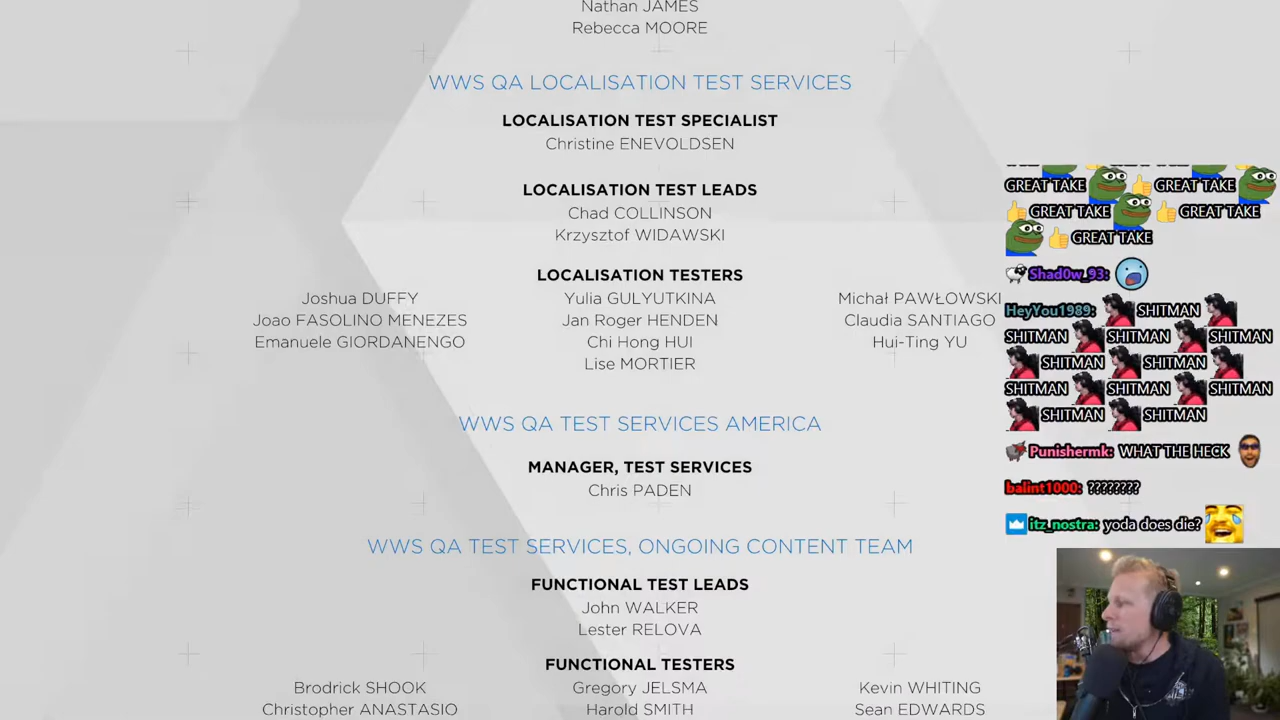 Nathan JAMES
Rebecca MOORE
WWS QA LOCALISATION TEST SERVICES
LOCALISATION TEST SPECIALIST
Christine ENEVOLDSEN
LOCALISATION TEST LEADS
Chad COLLINSON
Krzysztof WIDAWSKI
LOCALISATION TESTERS
Joshua DUFFY Yulia GULYUTKINA Michał PAWŁOWSKI
Joao FASOLINO MENEZES Jan Roger HENDEN Claudia SANTIAGO
Emanuele GIORDANENGO Chi Hong HUI Hui-Ting YU
Lise MORTIER
WWS QA TEST SERVICES AMERICA
MANAGER, TEST SERVICES
Chris PADEN
WWS QA TEST SERVICES, ONGOING CONTENT TEAM
FUNCTIONAL TEST LEADS
John WALKER
Lester RELOVA
FUNCTIONAL TESTERS
Brodrick SHOOK Gregory JELSMA Kevin WHITING
Christopher ANASTASIO Harold SMITH Sean EDWARDS
GREAT TAKE GREAT TAKE
GREAT TAKE GREAT TAKE
GREAT TAKE
Shad0w_93:
HeyYou1989: SHITMAN
SHITMAN SHITMAN SHITMAN
SHITMAN SHITMAN
SHITMAN SHITMAN SHITMAN
SHITMAN SHITMAN
Punishermk: WHAT THE HECK
balint1000: ????????
itz_nostra: yoda does die?